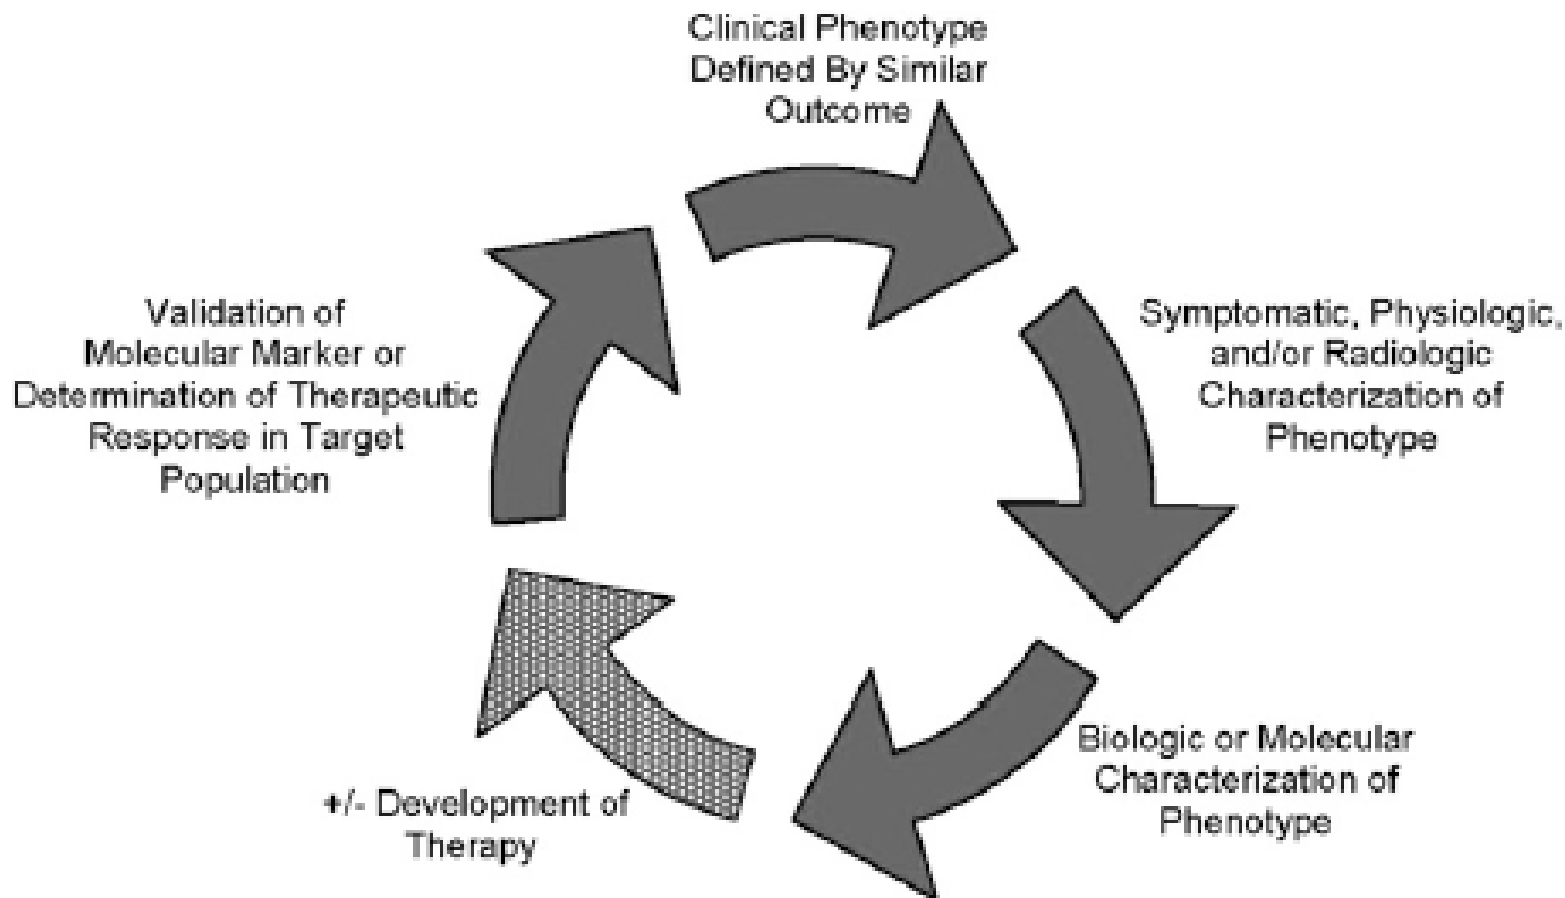 Clinical Phenotype
Defined By Similar
Outcome
Symptomatic, Physiologic,
and/or Radiologic
Characterization of
Phenotype
Biologic or Molecular
Characterization of
Phenotype
+/- Development of
Therapy
Validation of
Molecular Marker or
Determination of Therapeutic
Response in Target
Population